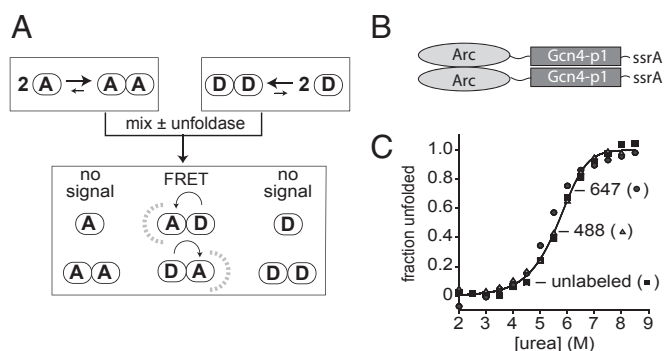 A
2 A ⇌ A A
D D ⇌ 2 D
mix ± unfoldase
no signal
FRET
no signal
A
A D
D
A A
D A
D D
B
Arc
Gcn4-p1
ssrA
Arc
Gcn4-p1
ssrA
C
fraction unfolded
1.0
0.8
0.6
0.4
0.2
0
647 (●)
488 (▵)
unlabeled (■)
2 3 4 5 6 7 8 9
[urea] (M)